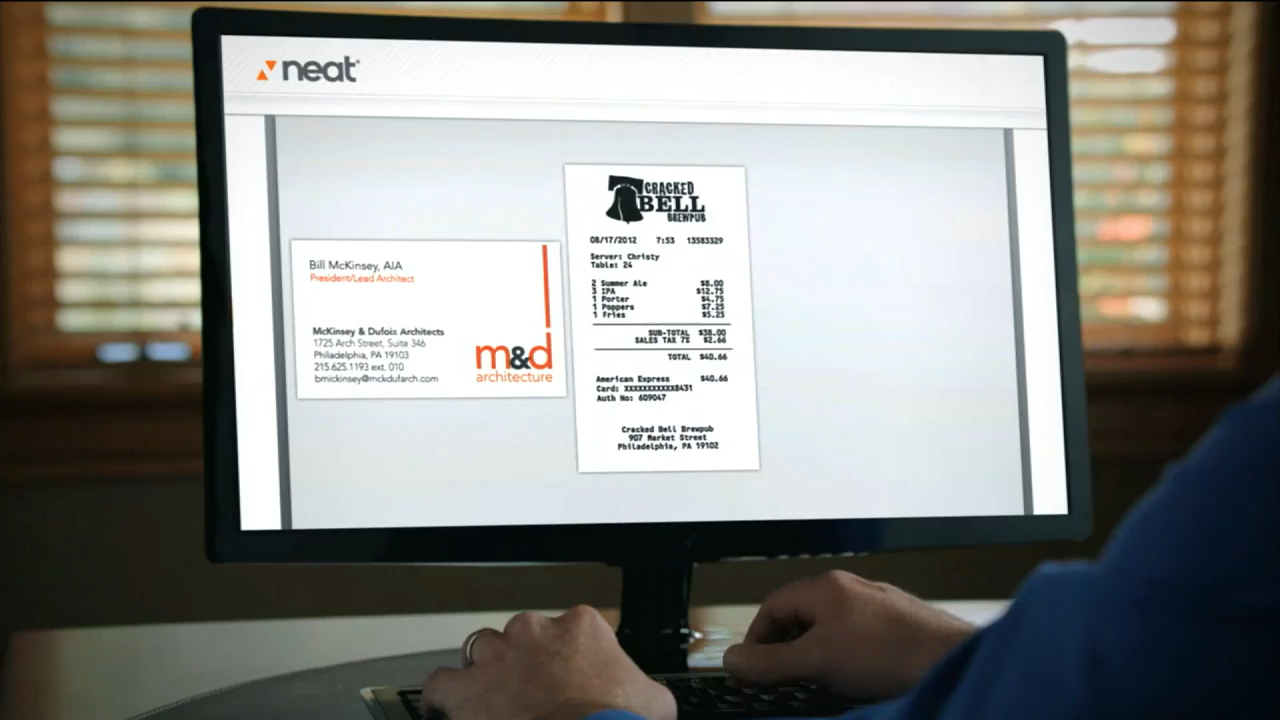 neat
Bill McKinsey, AIA
President/Lead Architect
McKinsey & Dufoix Architects
1725 Arch Street, Suite 346
Philadelphia, PA 19103
215.625.1193 ext. 010
bmickinsey@mckdufarch.com
m&d
architecture
CRACKED
BELL
BREWPUB
08/17/2012 7:53 13583329
Server: Christy
Table: 24
2 Summer Ale $8.00
3 IPA $12.75
1 Porter $4.75
1 Poppers $7.25
1 Fries $5.25
SUB-TOTAL $38.00
SALES TAX 7% $2.66
TOTAL $40.66
American Express $40.66
Card: XXXXXXXXXXX8431
Auth No: 609047
Cracked Bell Brewpub
907 Market Street
Philadelphia, PA 19102